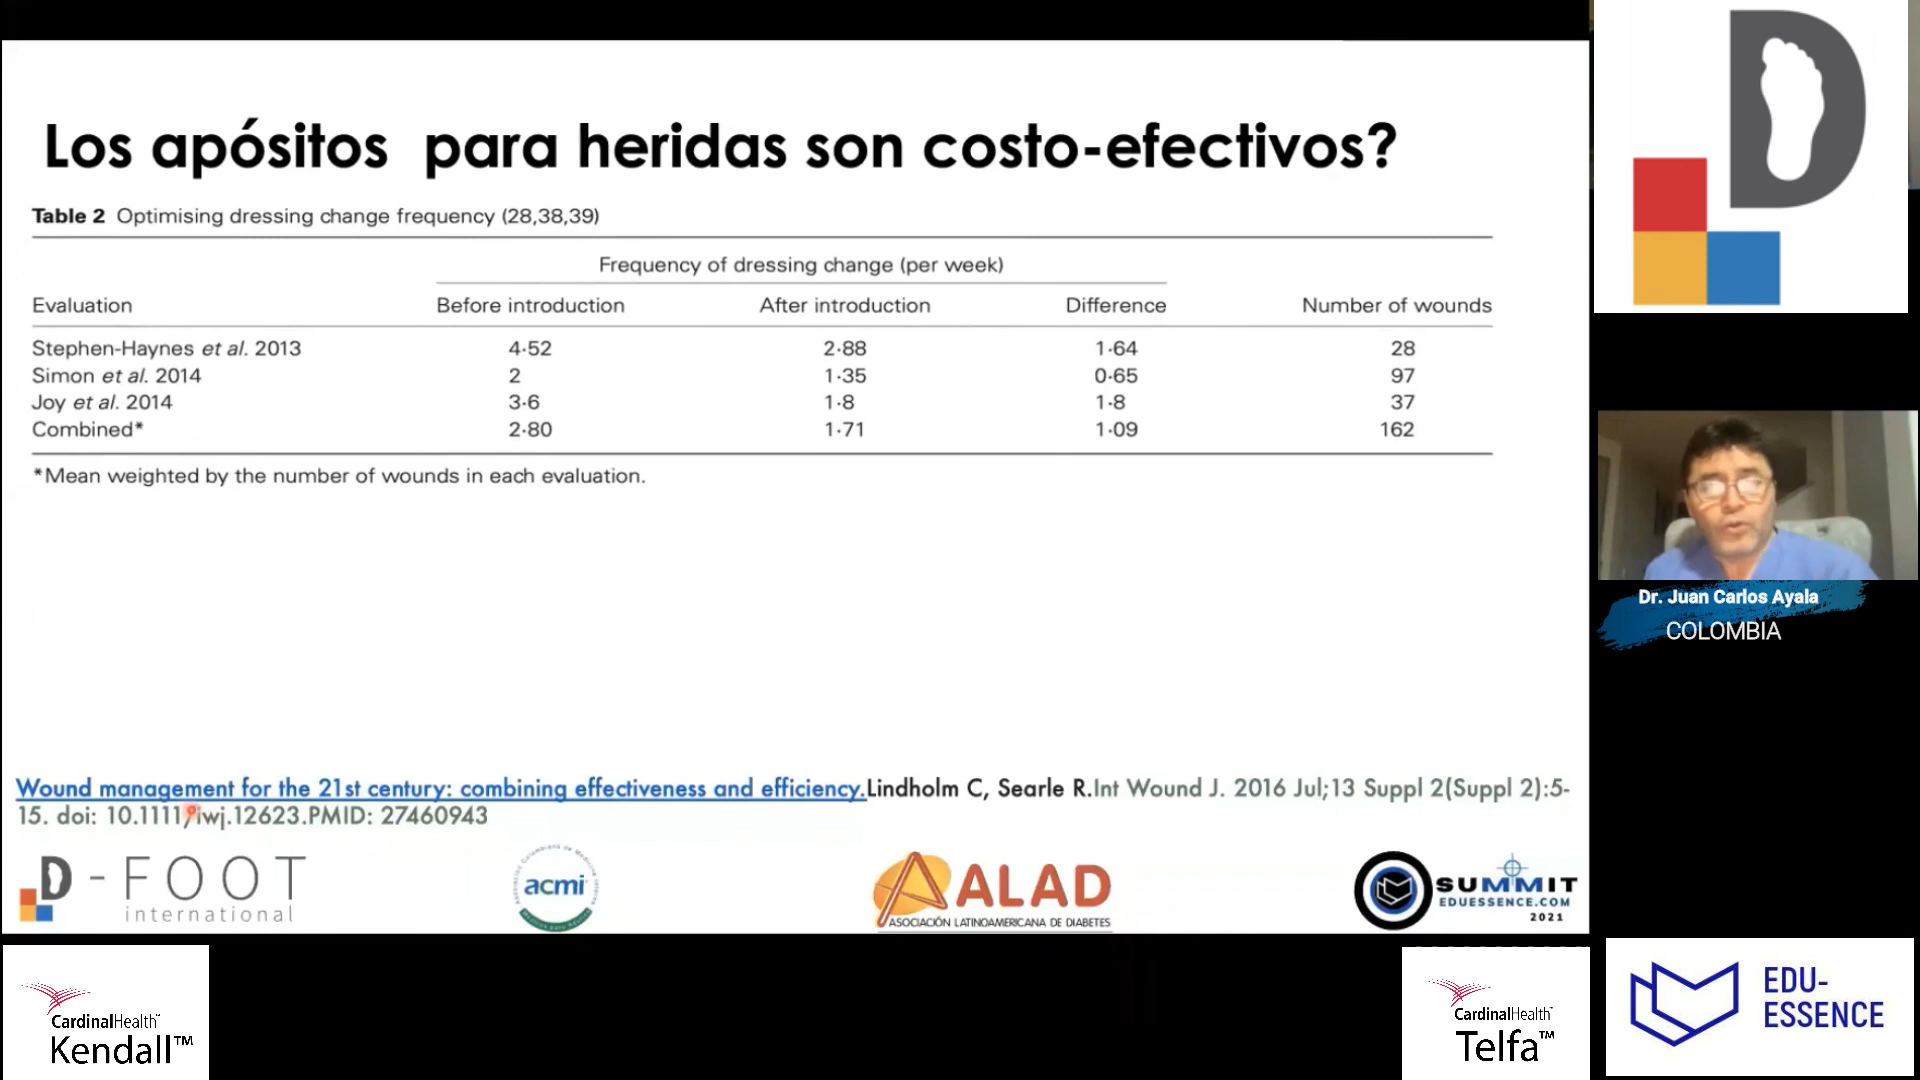 Los apósitos para heridas son costo-efectivos?
Table 2 Optimising dressing change frequency (28,38,39)
Frequency of dressing change (per week)
Evaluation Before introduction After introduction Difference Number of wounds
Stephen-Haynes et al. 2013 4·52 2·88 1·64 28
Simon et al. 2014 2 1·35 0·65 97
Joy et al. 2014 3·6 1·8 1·8 37
Combined* 2·80 1·71 1·09 162
*Mean weighted by the number of wounds in each evaluation.
Wound management for the 21st century: combining effectiveness and efficiency.Lindholm C, Searle R.Int Wound J. 2016 Jul;13 Suppl 2(Suppl 2):5-
15. doi: 10.1111/iwj.12623.PMID: 27460943
D-FOOT
international
acmi
ALAD
ASOCIACIÓN LATINOAMERICANA DE DIABETES
SUMMIT
EDUESSENCE.COM
2021
D
Dr. Juan Carlos Ayala
COLOMBIA
CardinalHealth™
Kendall™
CardinalHealth™
Telfa™
EDU-
ESSENCE